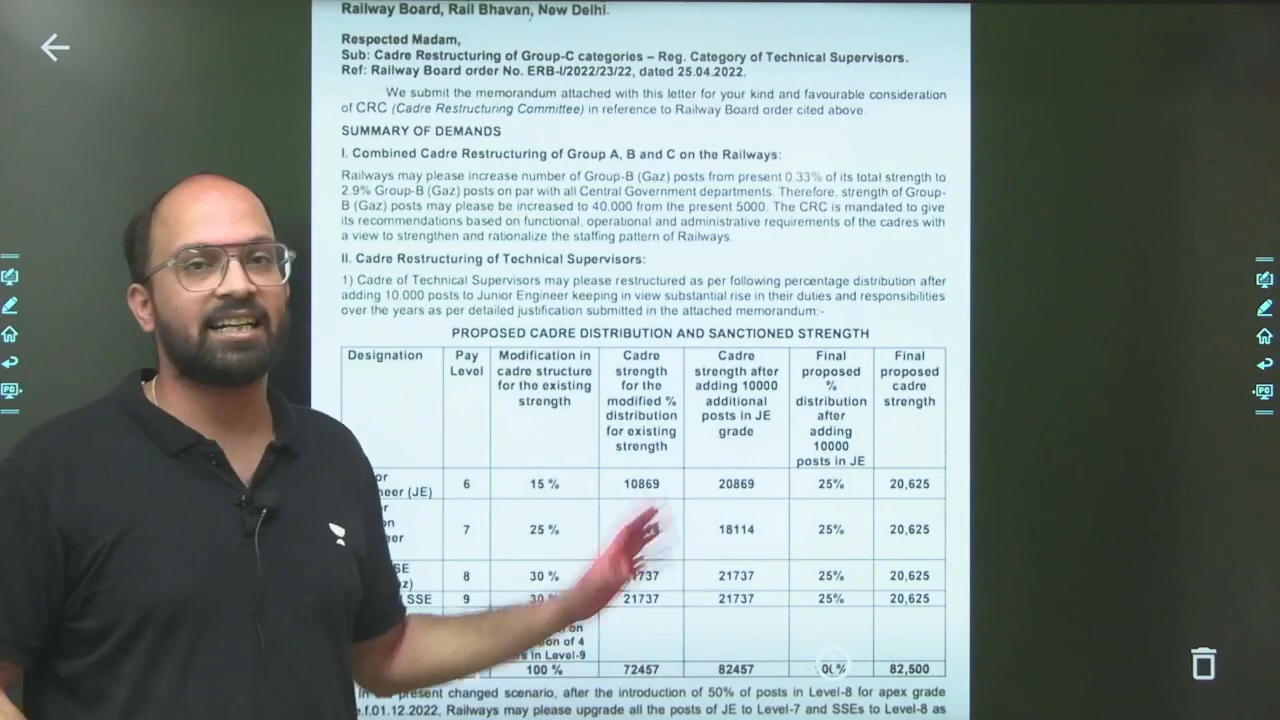 Railway Board, Rail Bhavan, New Delhi.
Respected Madam,
Sub: Cadre Restructuring of Group-C categories – Reg. Category of Technical Supervisors.
Ref: Railway Board order No. ERB-I/2022/23/22, dated 25.04.2022.
We submit the memorandum attached with this letter for your kind and favourable consideration
of CRC (Cadre Restructuring Committee) in reference to Railway Board order cited above.
SUMMARY OF DEMANDS
I. Combined Cadre Restructuring of Group A, B and C on the Railways:
Railways may please increase number of Group-B (Gaz) posts from present 0.33% of its total strength to
2.9% Group-B (Gaz) posts on par with all Central Government departments. Therefore, strength of Group-
B (Gaz) posts may please be increased to 40,000 from the present 5000. The CRC is mandated to give
its recommendations based on functional, operational and administrative requirements of the cadres with
a view to strengthen and rationalize the staffing pattern of Railways.
II. Cadre Restructuring of Technical Supervisors:
1) Cadre of Technical Supervisors may please restructured as per following percentage distribution after
adding 10,000 posts to Junior Engineer keeping in view substantial rise in their duties and responsibilities
over the years as per detailed justification submitted in the attached memorandum:-
PROPOSED CADRE DISTRIBUTION AND SANCTIONED STRENGTH
Designation Pay Level Modification in cadre structure for the existing strength Cadre strength for the modified % distribution for existing strength Cadre strength after adding 10000 additional posts in JE grade Final proposed % distribution after adding 10000 posts in JE Final proposed cadre strength
(JE) 6 15 % 10869 20869 25% 20,625
7 25 % 18114 25% 20,625
8 30 % 21737 25% 20,625
SSE 9 21737 21737 25% 20,625
of 4
in Level-9
100 % 72457 82457 82,500
present changed scenario, after the introduction of 50% of posts in Level-8 for apex grade
01.12.2022, Railways may please upgrade all the posts of JE to Level-7 and SSEs to Level-8 as
PC
PC